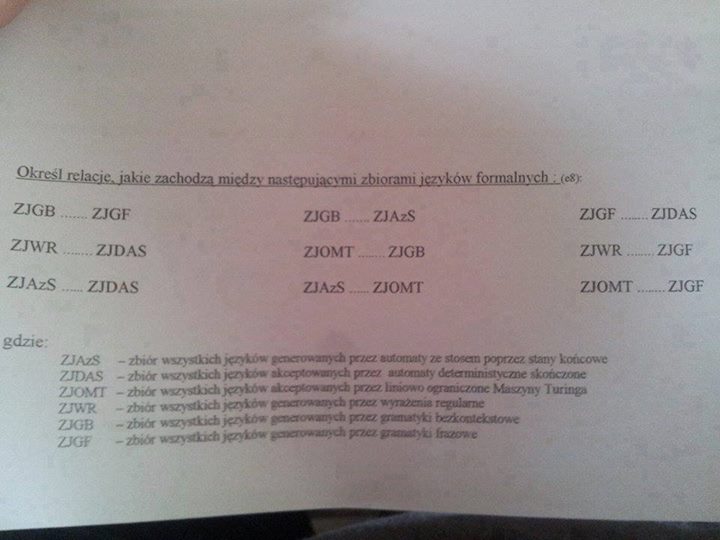 Określ relacje, jakie zachodzą między następującymi zbiorami języków formalnych : (e8):
ZJGB ....... ZJGF ZJGB ....... ZJAzS ZJGF ....... ZJDAS
ZJWR ........ ZJDAS ZJOMT ....... ZJGB ZJWR ....... ZJGF
ZJAzS ...... ZJDAS ZJAzS ...... ZJOMT ZJOMT ........ ZJGF
gdzie:
ZJAzS – zbiór wszystkich języków generowanych przez automaty ze stosem poprzez stany końcowe
ZJDAS – zbiór wszystkich języków akceptowanych przez automaty deterministyczne skończone
ZJOMT – zbiór wszystkich języków akceptowanych przez liniowo ograniczone Maszyny Turinga
ZJWR – zbiór wszystkich języków generowanych przez wyrażenia regularne
ZJGB – zbiór wszystkich języków generowanych przez gramatyki bezkontekstowe
ZJGF – zbiór wszystkich języków generowanych przez gramatyki frazowe